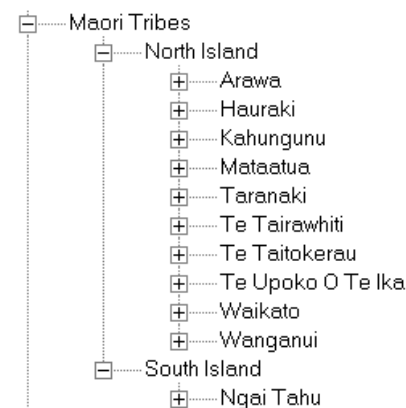 Maori Tribes
North Island
Arawa
Hauraki
Kahungunu
Mataatua
Taranaki
Te Tairawhiti
Te Taitokerau
Te Upoko O Te Ika
Waikato
Wanganui
South Island
Ngai Tahu